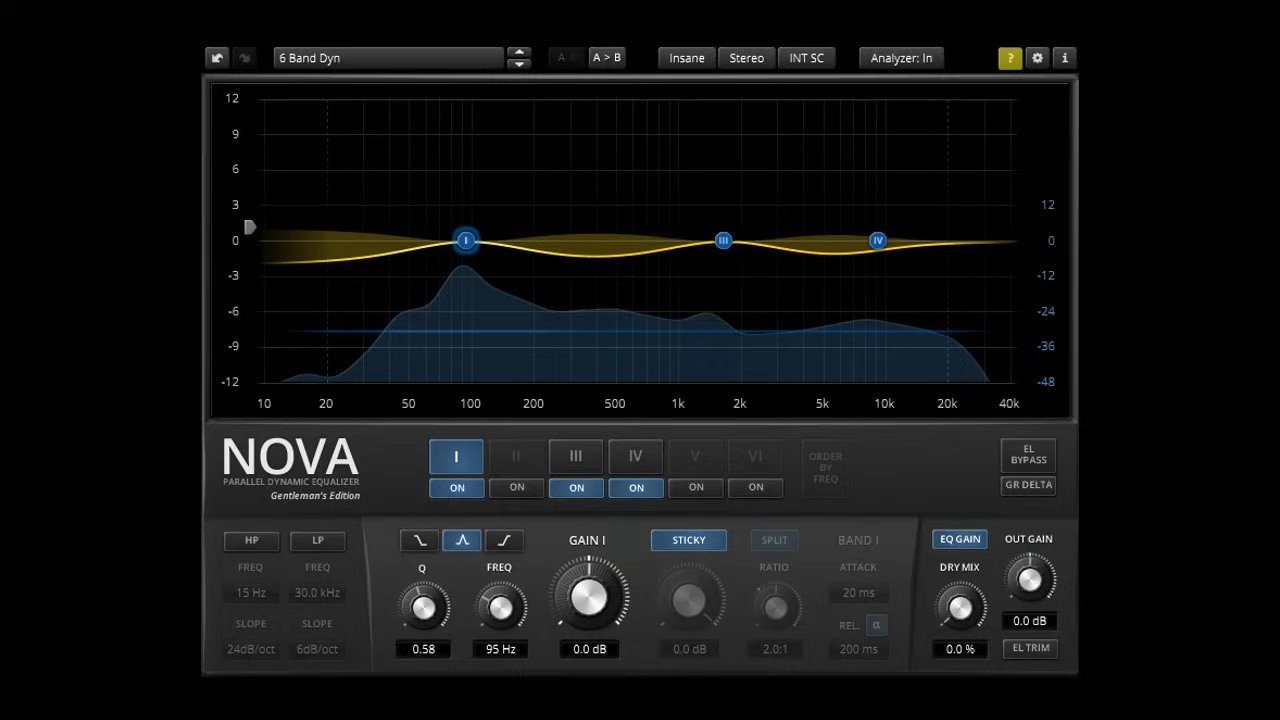 6 Band Dyn A A > B Insane Stereo INT SC Analyzer: In ? i
12
9
6
3 12
0 I III IV 0
-3 -12
-6 -24
-9 -36
-12 -48
10 20 50 100 200 500 1k 2k 5k 10k 20k 40k
NOVA
PARALLEL DYNAMIC EQUALIZER
Gentleman's Edition
I II III IV V VI
ON ON ON ON ON ON
ORDER
BY
FREQ
EL
BYPASS
GR DELTA
HP LP
FREQ FREQ
15 Hz 30.0 kHz
SLOPE SLOPE
24dB/oct 6dB/oct
GAIN I STICKY SPLIT BAND I
Q FREQ RATIO ATTACK
20 ms
REL. α
0.58 95 Hz 0.0 dB 0.0 dB 2.0:1 200 ms
EQ GAIN OUT GAIN
DRY MIX
0.0 dB
0.0 % EL TRIM